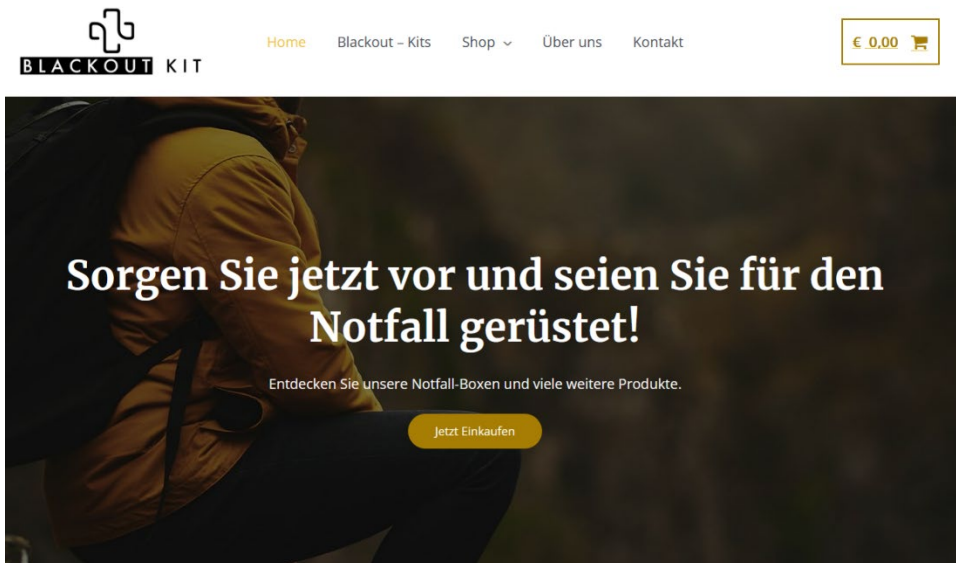 BLACKOUT KIT
Home
Blackout – Kits
Shop
Über uns
Kontakt
€ 0,00
Sorgen Sie jetzt vor und seien Sie für den
Notfall gerüstet!
Entdecken Sie unsere Notfall-Boxen und viele weitere Produkte.
Jetzt Einkaufen